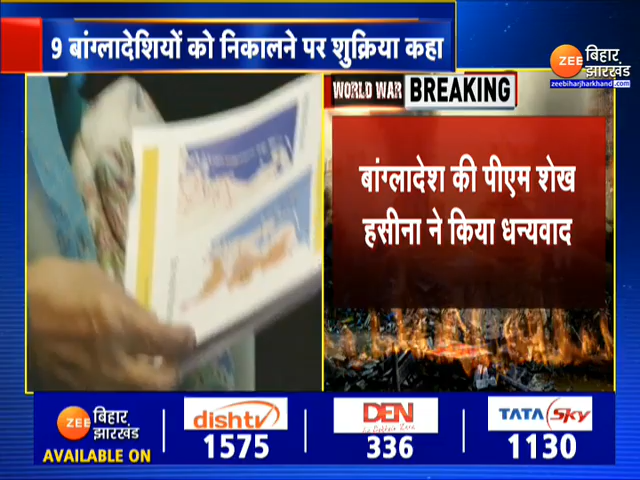 9 बांग्लादेशियों को निकालने पर शुक्रिया कहा
ZEE बिहार झारखंड
zeebiharjharkhand.com
WORLD WAR BREAKING
बांग्लादेश की पीएम शेख
हसीना ने किया धन्यवाद
ZEE बिहार झारखंड
AVAILABLE ON
dishtv
1575
DEN
336
TATA Sky
1130